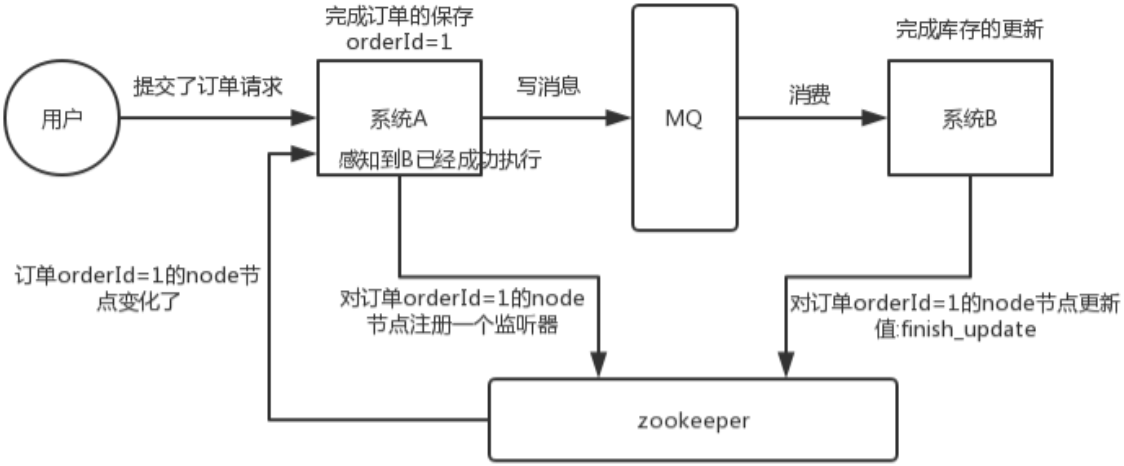 完成订单的保存
orderId=1
完成库存的更新
提交了订单请求
写消息
消费
用户
系统A
MQ
系统B
感知到B已经成功执行
订单orderId=1的node节
点变化了
对订单orderId=1的node
节点注册一个监听器
对订单orderId=1的node节点更新
值:finish_update
zookeeper